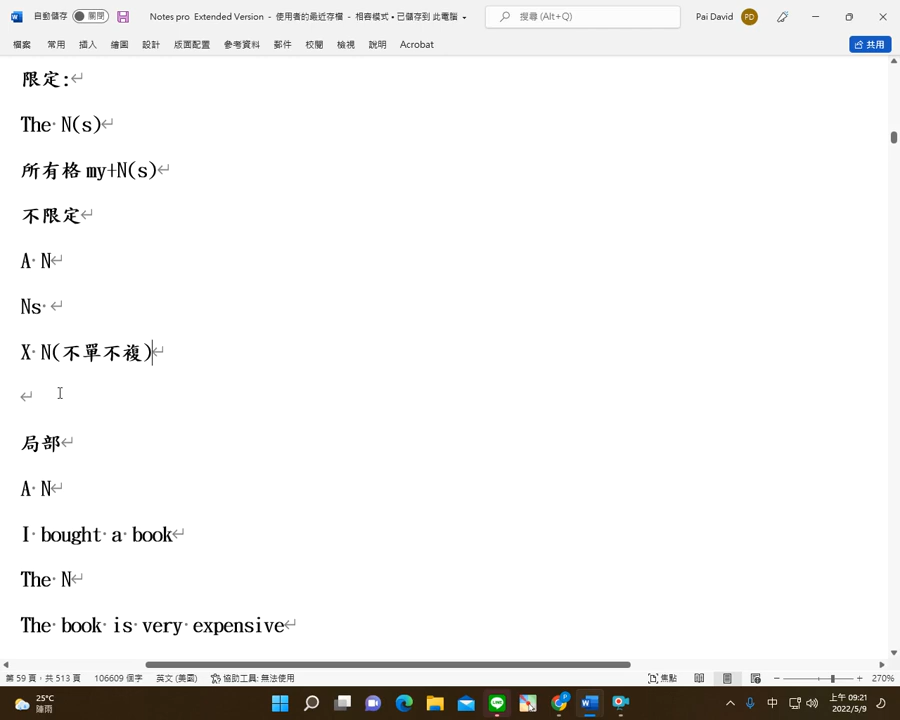 自動儲存 關閉 Notes pro Extended Version - 使用者的最近存檔 - 相容模式 • 已儲存到 此電腦 搜尋 (Alt+Q) Pai David PD
檔案 常用 插入 繪圖 設計 版面配置 參考資料 郵件 校閱 檢視 說明 Acrobat 共用
限定:
The N(s)
所有格 my+N(s)
不限定
A N
Ns
X N(不單不複)
局部
A N
I bought a book
The N
The book is very expensive
第 59 頁，共 513 頁 106609 個字 英文 (美國) 協助工具: 無法使用 焦點 270%
25°C 上午 09:21
陣雨 中 2022/5/9